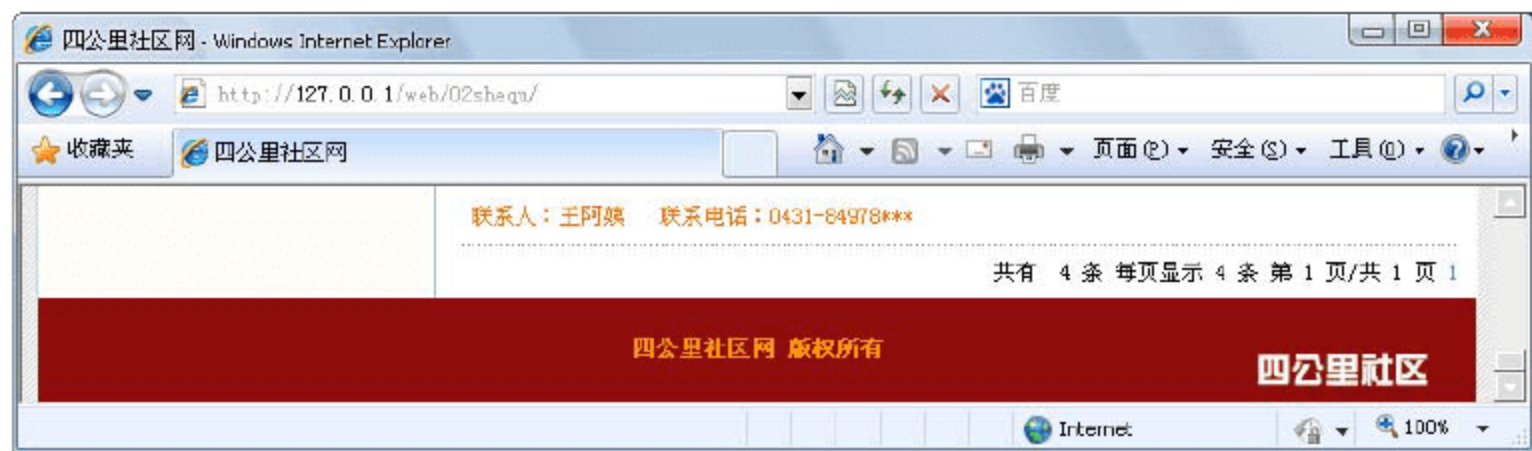 四公里社区网 - Windows Internet Explorer
http://127.0.0.1/web/02shequ/
百度
收藏夹 四公里社区网 页面(P) 安全(S) 工具(O)
联系人：王阿姨 联系电话：0431-84978***
共有 4 条 每页显示 4 条 第 1 页/共 1 页 1
四公里社区网 版权所有
四公里社区
Internet 100%